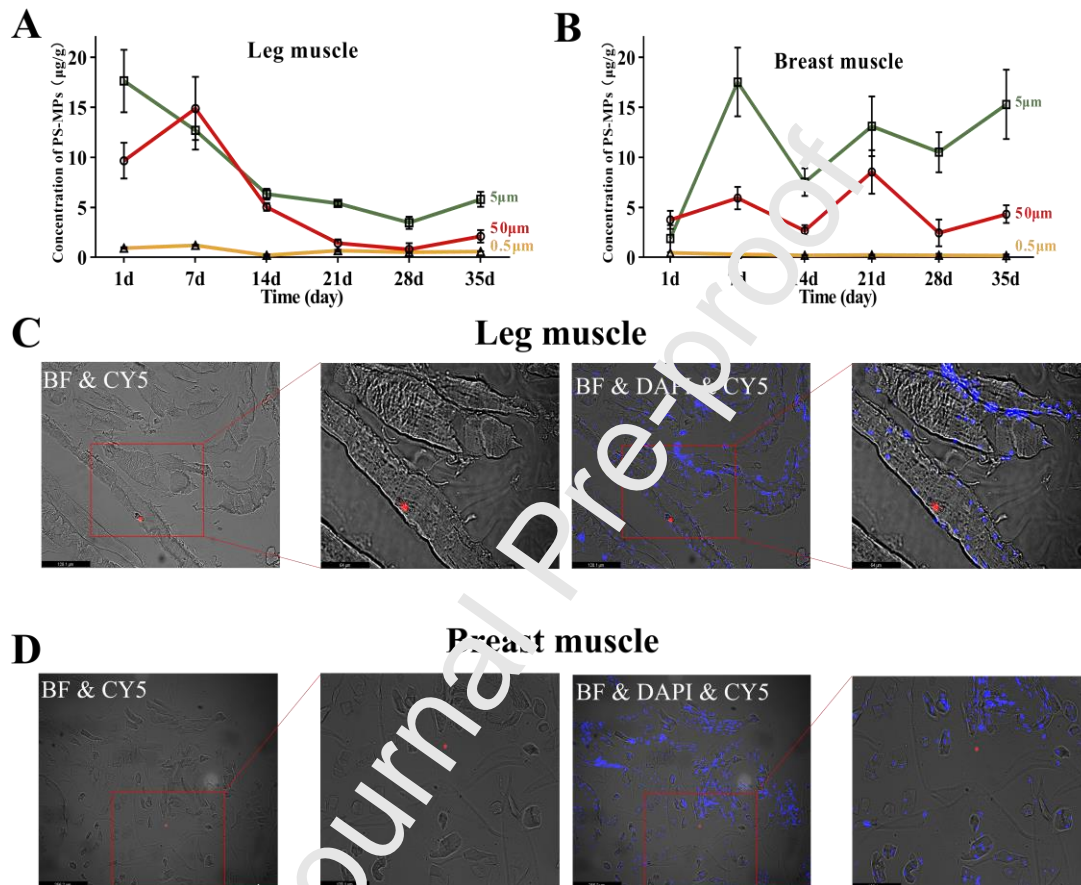 A
Leg muscle
Concentration of PS-MPs (μg/g)
20
15
10
5
0
5μm
50μm
0.5μm
1d 7d 14d 21d 28d 35d
Time (day)
B
Breast muscle
Concentration of PS-MPs (μg/g)
20
15
10
5
0
5μm
50μm
0.5μm
1d 7d 14d 21d 28d 35d
Time (day)
C
Leg muscle
BF & CY5
BF & DAPI & CY5
D
Breast muscle
BF & CY5
BF & DAPI & CY5
Journal Pre-proof